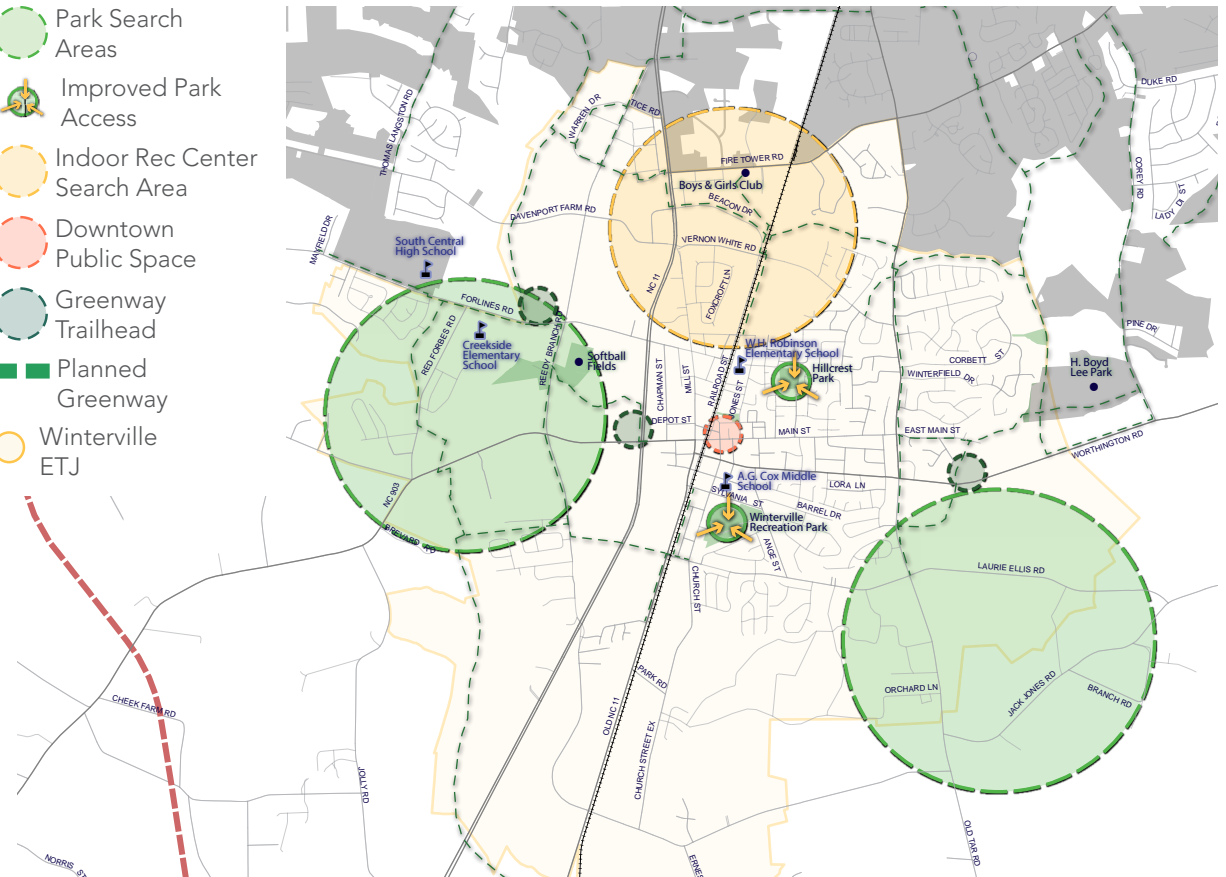 Park Search
Areas
Improved Park
Access
Indoor Rec Center
Search Area
Downtown
Public Space
Greenway
Trailhead
Planned
Greenway
Winterville
ETJ
THOMAS LANGSTON RD
WARREN DR
TICE RD
DUKE RD
FIRE TOWER RD
Boys & Girls Club
BEACON DR
COREY RD
LADY DI ST
DAVENPORT FARM RD
VERNON WHITE RD
South Central
High School
NC 11
FOXCROFT LN
FORLINES RD
RED FORBES RD
Creekside
Elementary
School
REEDY BRANCH RD
Softball
Fields
CHAPMAN ST
MILL ST
RAILROAD ST
JONES ST
W.H. Robinson
Elementary School
Hillcrest
Park
PINE DR
CORBETT ST
WINTERFIELD DR
H. Boyd
Lee Park
DEPOT ST
MAIN ST
EAST MAIN ST
WORTHINGTON RD
NC 903
BREVARD RD
A.G. Cox Middle
School
LORA LN
SYLVANIA ST
BARREL DR
Winterville
Recreation Park
ANGE ST
CHURCH ST
LAURIE ELLIS RD
PARK RD
ORCHARD LN
JACK JONES RD
BRANCH RD
OLD NC 11
CHURCH STREET EX
CHEEK FARM RD
JOLLY RD
OLD TAR RD
NORRIS ST